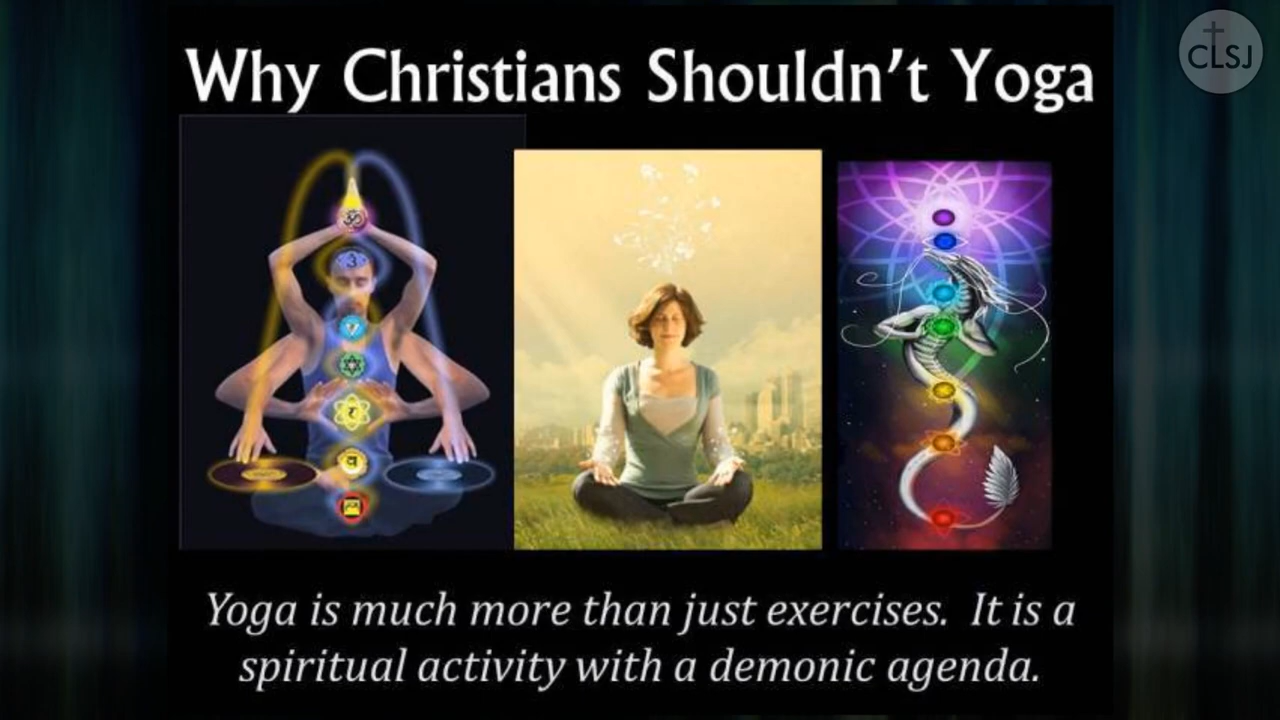 CLSJ
Why Christians Shouldn't Yoga
ॐ
Yoga is much more than just exercises.  It is a
spiritual activity with a demonic agenda.